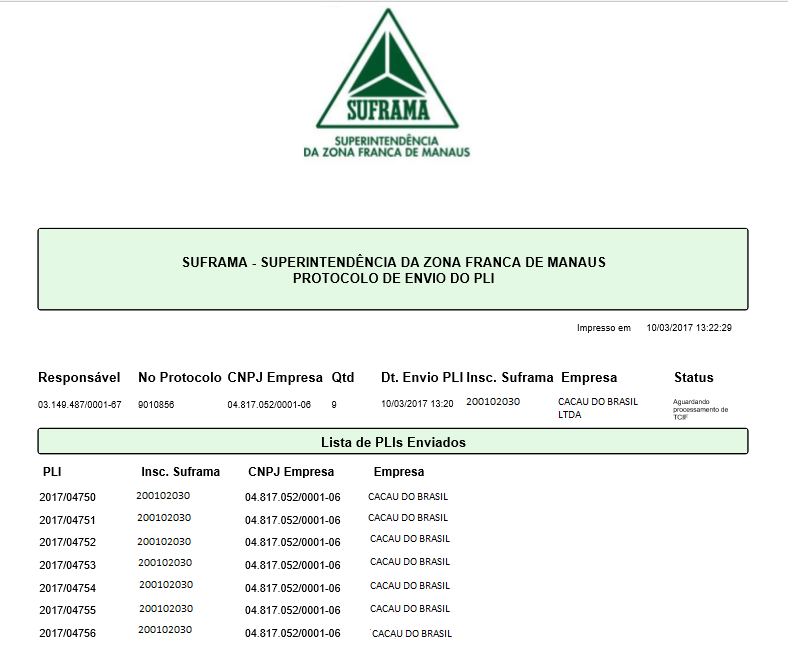 SUFRAMA
SUPERINTENDÊNCIA
DA ZONA FRANCA DE MANAUS
SUFRAMA - SUPERINTENDÊNCIA DA ZONA FRANCA DE MANAUS
PROTOCOLO DE ENVIO DO PLI
Impresso em 10/03/2017 13:22:29
Responsável No Protocolo CNPJ Empresa Qtd Dt. Envio PLI Insc. Suframa Empresa Status
03.149.487/0001-67 9010856 04.817.052/0001-06 9 10/03/2017 13:20 200102030 CACAU DO BRASIL LTDA Aguardando processamento de TCIF
Lista de PLIs Enviados
PLI Insc. Suframa CNPJ Empresa Empresa
2017/04750 200102030 04.817.052/0001-06 CACAU DO BRASIL
2017/04751 200102030 04.817.052/0001-06 CACAU DO BRASIL
2017/04752 200102030 04.817.052/0001-06 CACAU DO BRASIL
2017/04753 200102030 04.817.052/0001-06 CACAU DO BRASIL
2017/04754 200102030 04.817.052/0001-06 CACAU DO BRASIL
2017/04755 200102030 04.817.052/0001-06 CACAU DO BRASIL
2017/04756 200102030 04.817.052/0001-06 CACAU DO BRASIL